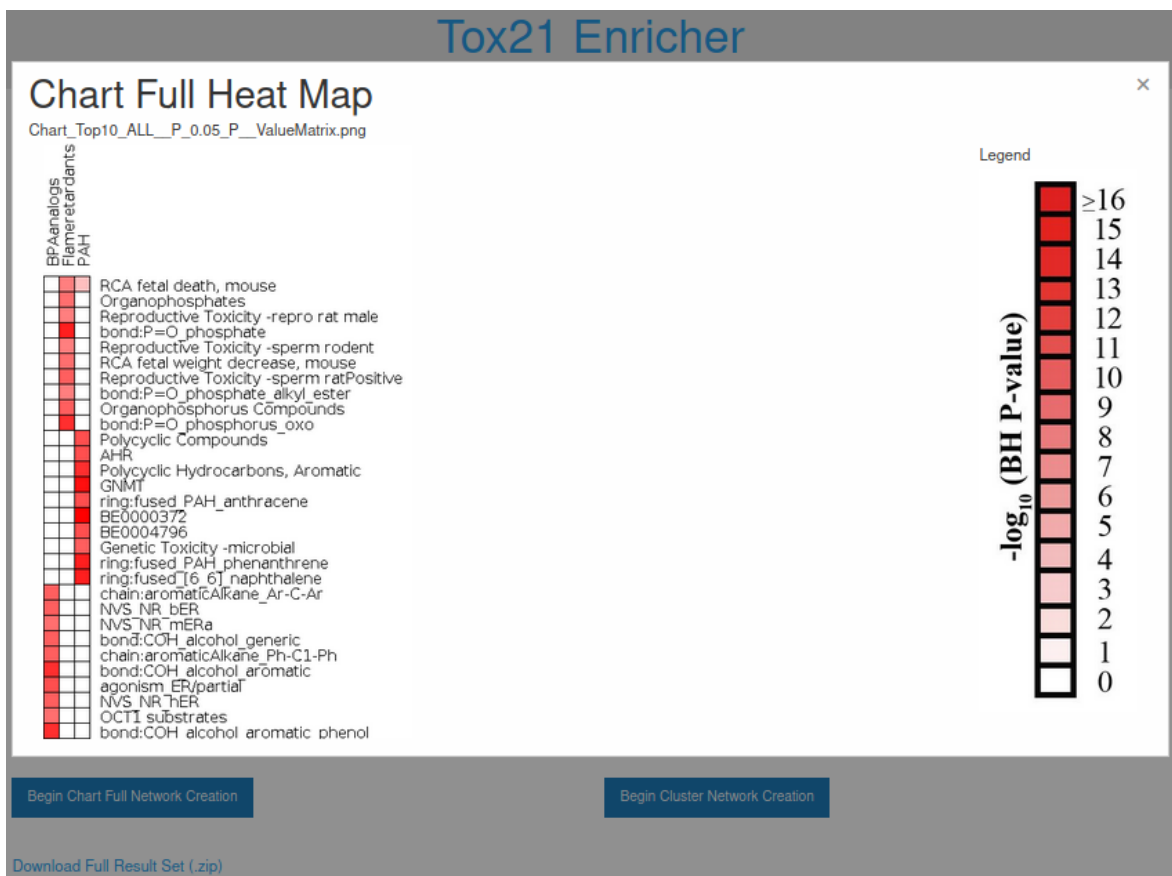 Tox21 Enricher
Chart Full Heat Map
×
Chart_Top10_ALL__P_0.05_P__ValueMatrix.png
BPAanalogs
Flameretardants
PAH
RCA fetal death, mouse
Organophosphates
Reproductive Toxicity -repro rat male
bond:P=O_phosphate
Reproductive Toxicity -sperm rodent
RCA fetal weight decrease, mouse
Reproductive Toxicity -sperm ratPositive
bond:P=O_phosphate_alkyl_ester
Organophosphorus Compounds
bond:P=O_phosphorus_oxo
Polycyclic Compounds
AHR
Polycyclic Hydrocarbons, Aromatic
GNMT
ring:fused_PAH_anthracene
BE0000372
BE0004796
Genetic Toxicity -microbial
ring:fused_PAH_phenanthrene
ring:fused_[6_6]_naphthalene
chain:aromaticAlkane_Ar-C-Ar
NVS_NR_bER
NVS_NR_mERa
bond:COH_alcohol_generic
chain:aromaticAlkane_Ph-C1-Ph
bond:COH_alcohol_aromatic
agonism_ER/partial
NVS_NR_hER
OCT1 substrates
bond:COH_alcohol_aromatic_phenol
Legend
-log10 (BH P-value)
≥16
15
14
13
12
11
10
9
8
7
6
5
4
3
2
1
0
Begin Chart Full Network Creation
Begin Cluster Network Creation
Download Full Result Set (.zip)